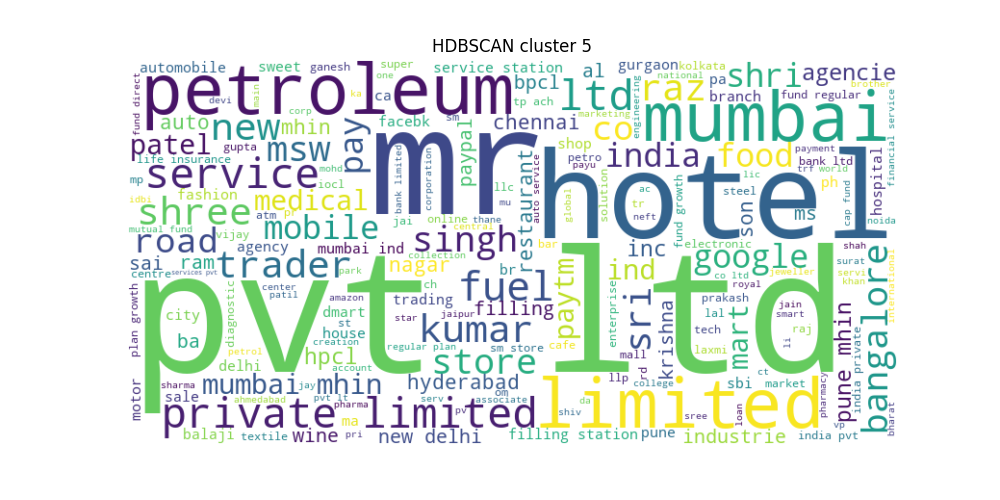 HDBSCAN cluster 5
automobile
sweet
ganesh
super
one
service station
al
gurgaon
kolkata
national
pa
shri
agencie
brother
fund direct
petroleum
ka
ca
bpcl
tp ach
ltd
raz
branch
fund regular
devi
main
corp
sm
marketing
engineering
mumbai
financial service
auto
new
mhin
facebk
chennai
co
shop
patel
gupta
msw
pay
mr
paypal
petro
india
food
payment
bank ltd
life insurance
mohd
bank limited
corporation
payu
trf
world
mp
service
iocl
llc
restaurant
auto service
hotel
lic
ph
hospital
idbi
fashion
medical
mu
global
solution
ac
steel
son
cap fund
shree
atm
pr
online
thane
tr
neft
fund growth
ms
noida
mutual fund
vijay
mobile
jai
central
road
agency
mumbai ind
singh
bar
inc
electronic
shah
collection
sai
ram
trader
nagar
br
ind
google
surat
centre
services pvt
park
ch
co ltd
jeweller
servi
khan
international
center
patil
amazon
trading
fuel
paytm
enterprise
sri
krishna
royal
prakash
jain
smart
bangalore
plan growth
pvt ltd
city
diagnostic
dmart
star
jaipur
filling
lal
mart
st
kumar
tech
raj
ba
house
creation
cafe
li
petrol
hpcl
regular plan
sm store
mall
laxmi
pune mhin
india private
delhi
account
store
rd
ct
motor
sharma
mumbai
jay
mhin
hyderabad
llp
college
sbi
market
pharmacy
sale
ahmedabad
pvt lt
om
serv
associate
limited
private limited
pharma
pv
shiv
da
sree
loan
vp
bharat
ma
balaji
textile
wine
pri
new delhi
filling station
pune
industrie
india pvt